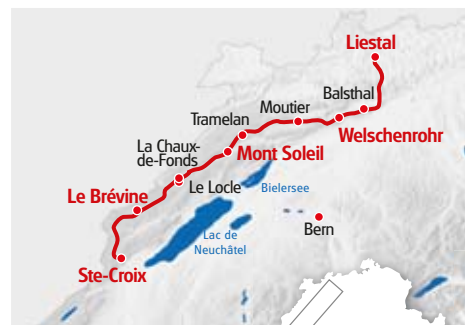 Liestal
Balsthal
Moutier
Tramelan
Welschenrohr
La Chaux-
de-Fonds
Mont Soleil
Le Locle
Bielersee
Le Brévine
Bern
Lac de
Neuchâtel
Ste-Croix